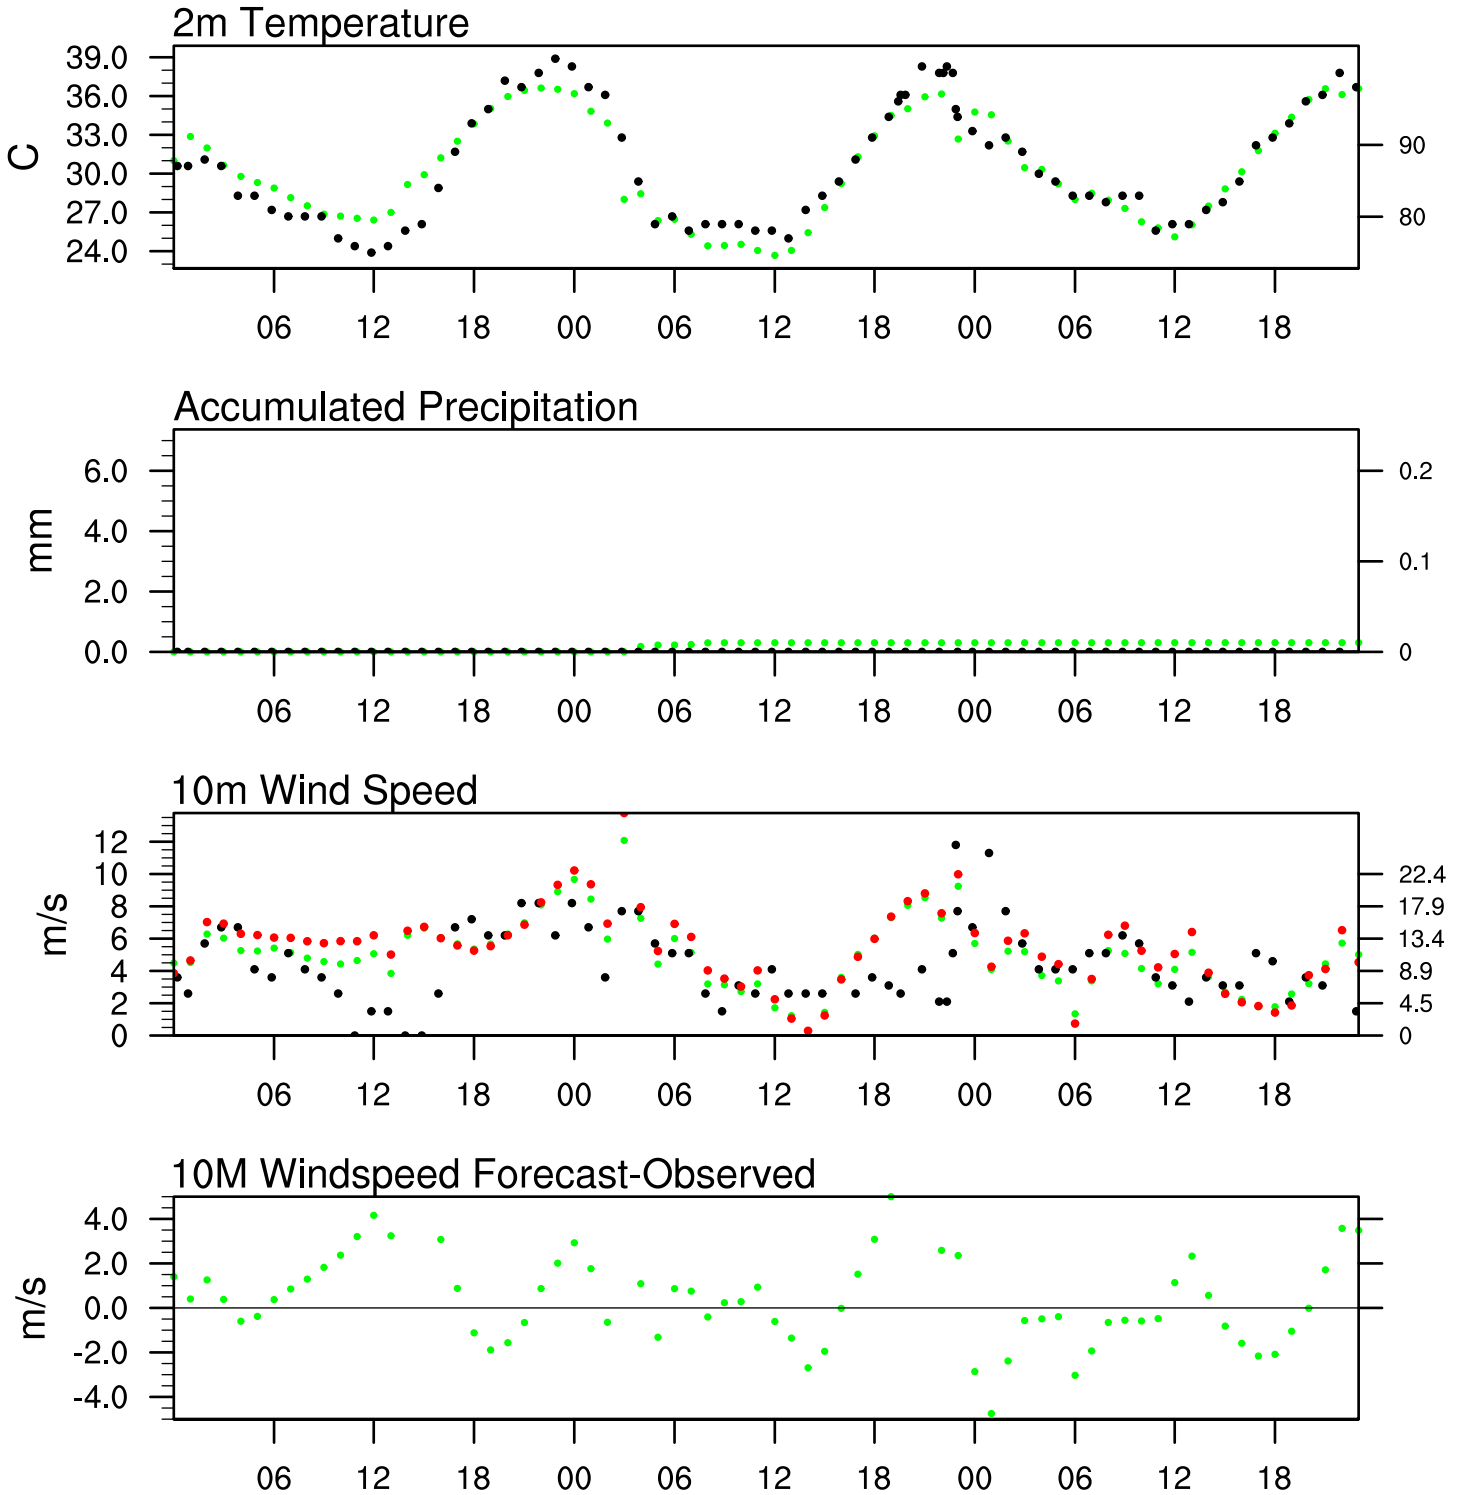 2m Temperature
39.0
36.0
33.0
30.0
27.0
24.0
C
90
80
06 12 18 00 06 12 18 00 06 12 18
Accumulated Precipitation
6.0
4.0
2.0
0.0
mm
0.2
0.1
0
06 12 18 00 06 12 18 00 06 12 18
10m Wind Speed
12
10
8
6
4
2
0
m/s
22.4
17.9
13.4
8.9
4.5
0
06 12 18 00 06 12 18 00 06 12 18
10M Windspeed Forecast-Observed
4.0
2.0
0.0
-2.0
-4.0
m/s
06 12 18 00 06 12 18 00 06 12 18